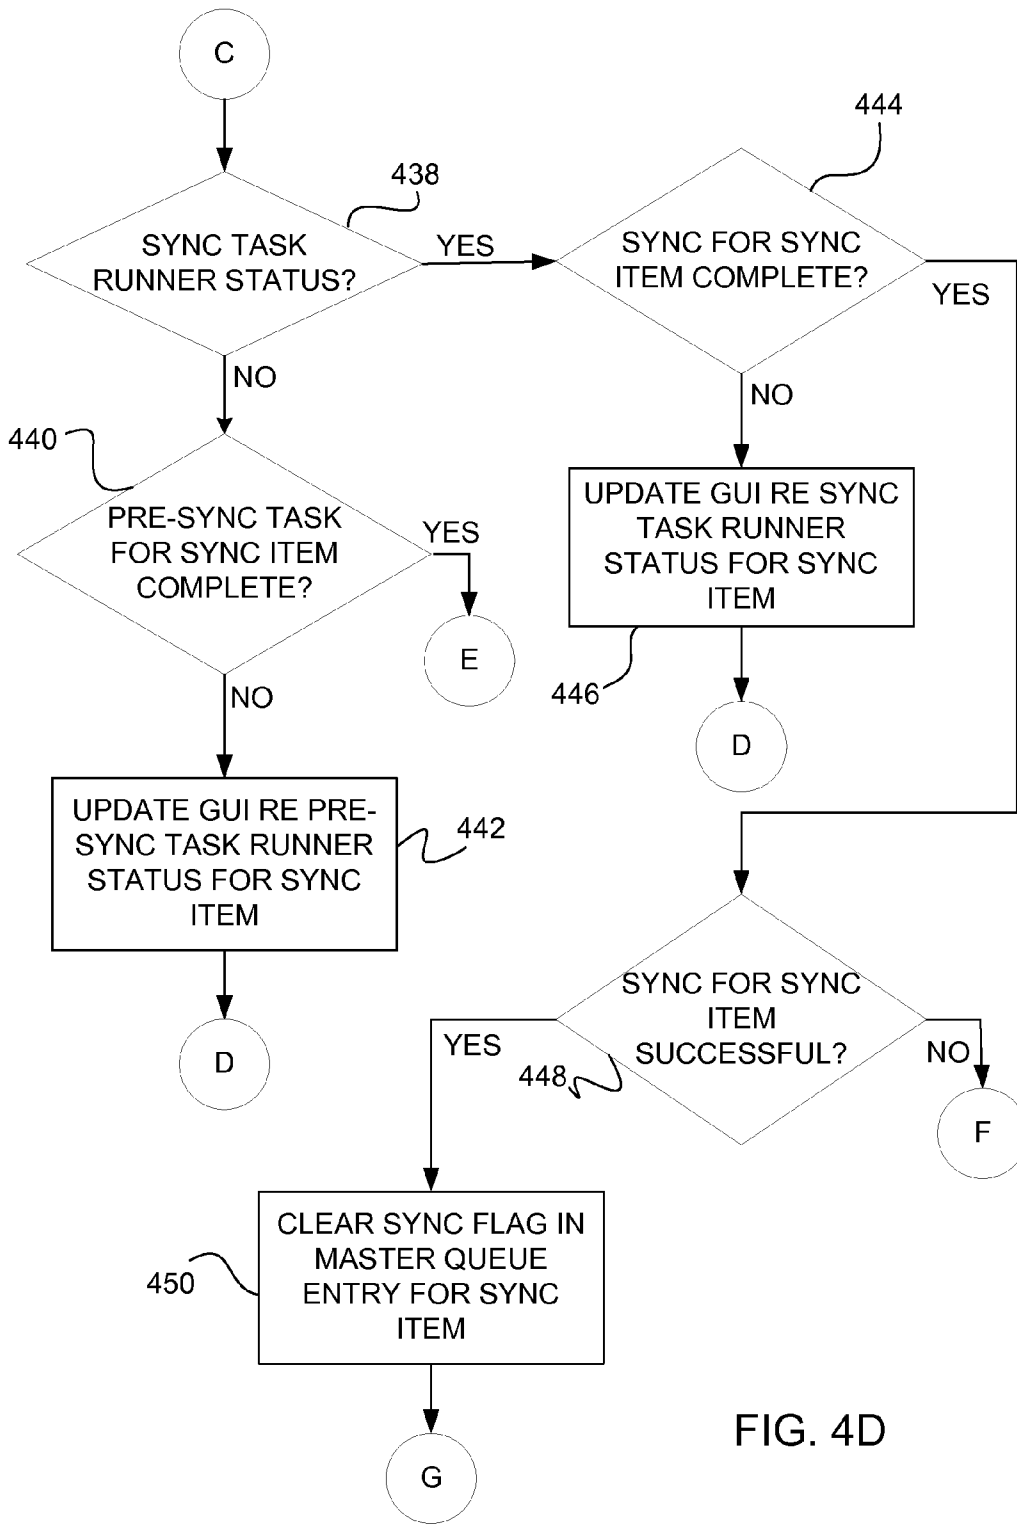 C
438
SYNC TASK
RUNNER STATUS?
YES
NO
444
SYNC FOR SYNC
ITEM COMPLETE?
YES
NO
440
PRE-SYNC TASK
FOR SYNC ITEM
COMPLETE?
YES
E
NO
UPDATE GUI RE SYNC
TASK RUNNER
STATUS FOR SYNC
ITEM
446
D
UPDATE GUI RE PRE-
SYNC TASK RUNNER
STATUS FOR SYNC
ITEM
442
D
SYNC FOR SYNC
ITEM
SUCCESSFUL?
448
YES
NO
F
CLEAR SYNC FLAG IN
MASTER QUEUE
ENTRY FOR SYNC
ITEM
450
G
FIG. 4D